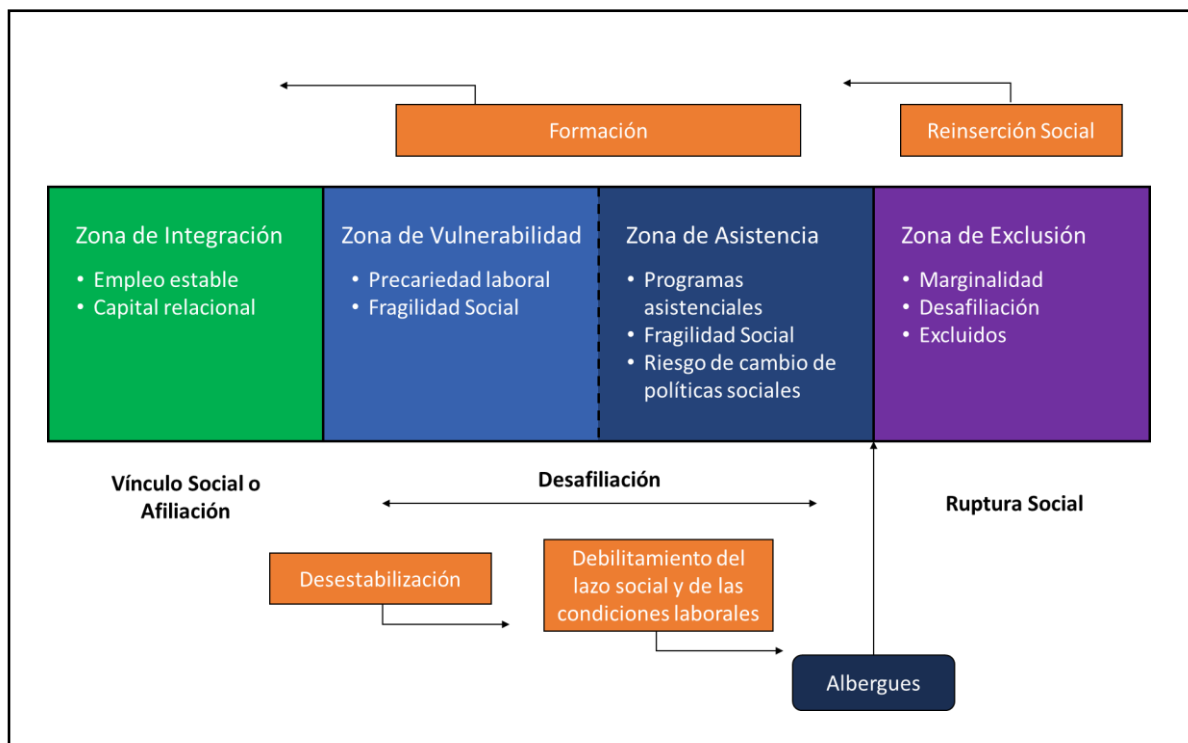 Formación
Reinserción Social
Zona de Integración
• Empleo estable
• Capital relacional
Zona de Vulnerabilidad
• Precariedad laboral
• Fragilidad Social
Zona de Asistencia
• Programas
asistenciales
• Fragilidad Social
• Riesgo de cambio de
políticas sociales
Zona de Exclusión
• Marginalidad
• Desafiliación
• Excluidos
Vínculo Social o
Afiliación
Desafiliación
Ruptura Social
Desestabilización
Debilitamiento del
lazo social y de las
condiciones laborales
Albergues